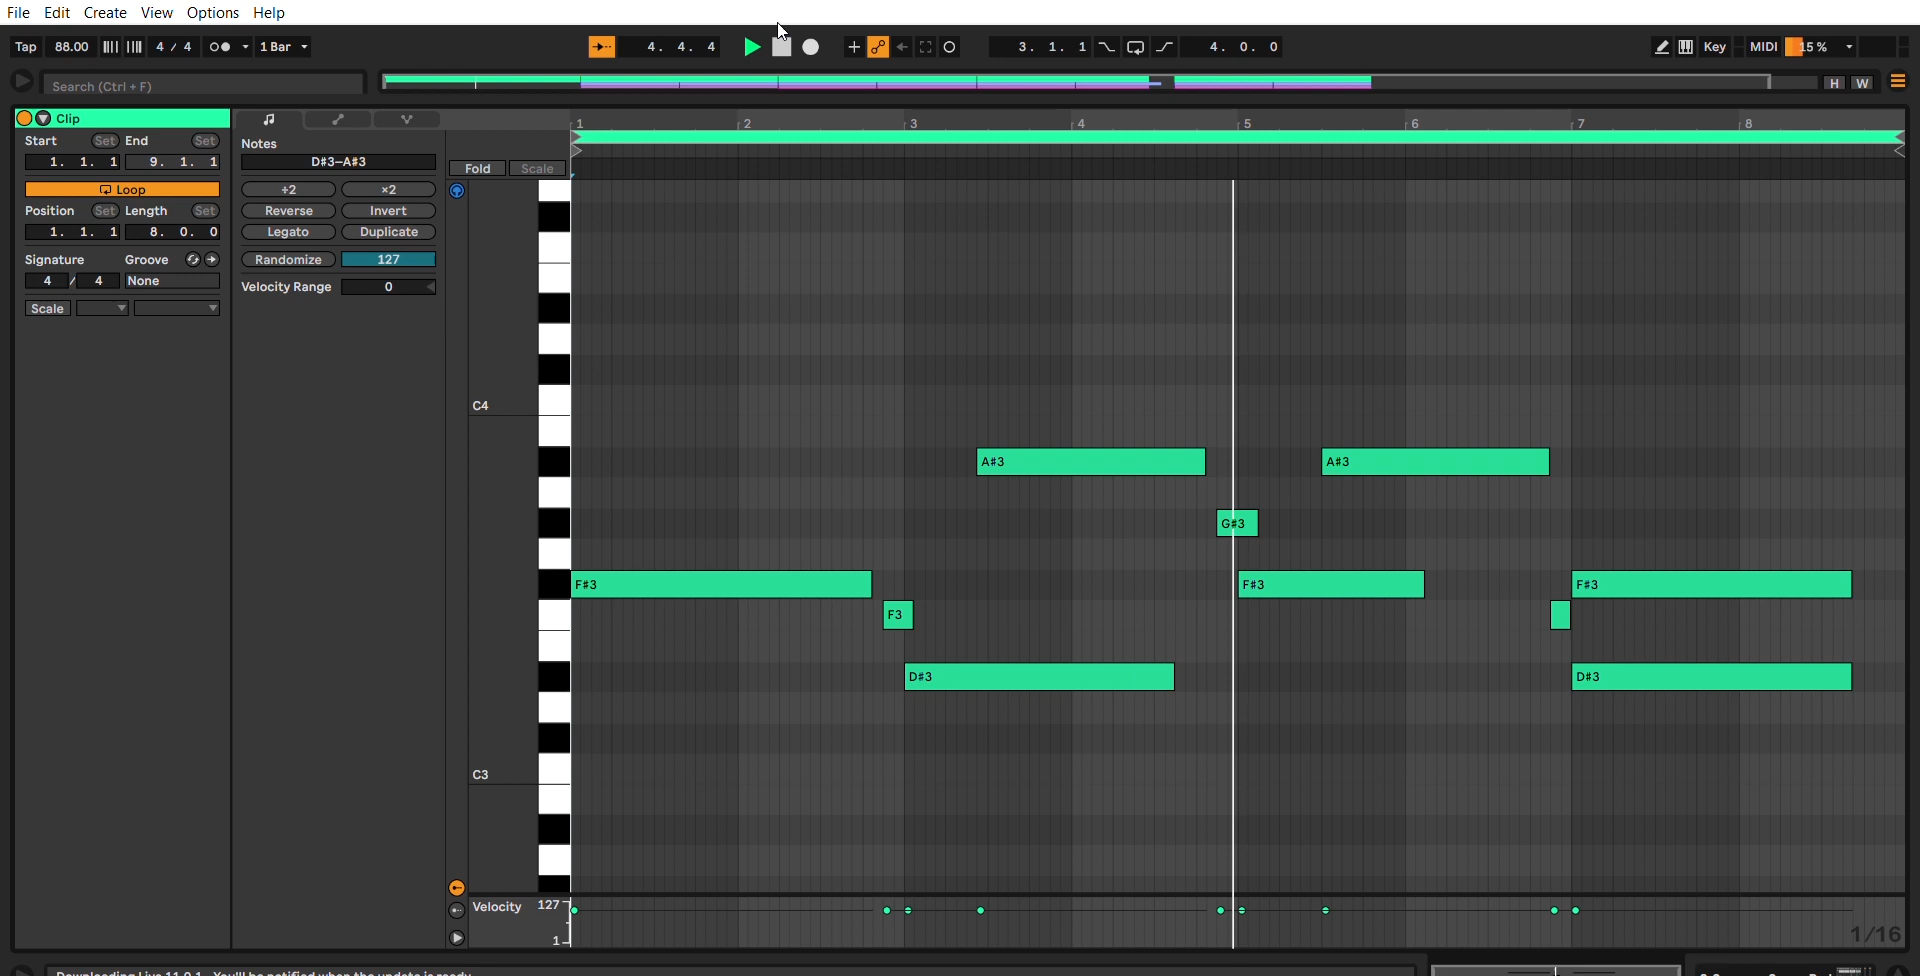 File Edit Create View Options Help
Tap 88.00 4 / 4 1 Bar 4. 4. 4 3. 1. 1 4. 0. 0 Key MIDI 15 %
Search (Ctrl + F) H W
Clip 1 2 3 4 5 6 7 8
Start Set End Set Notes
1. 1. 1 9. 1. 1 D#3–A#3 Fold Scale
Loop ÷2 ×2
Position Set Length Set Reverse Invert
1. 1. 1 8. 0. 0 Legato Duplicate
Signature Groove Randomize 127
4 / 4 None Velocity Range 0
Scale
C4
A#3 A#3
G#3
F#3 F#3 F#3
F3
D#3 D#3
C3
Velocity 127
1 1/16